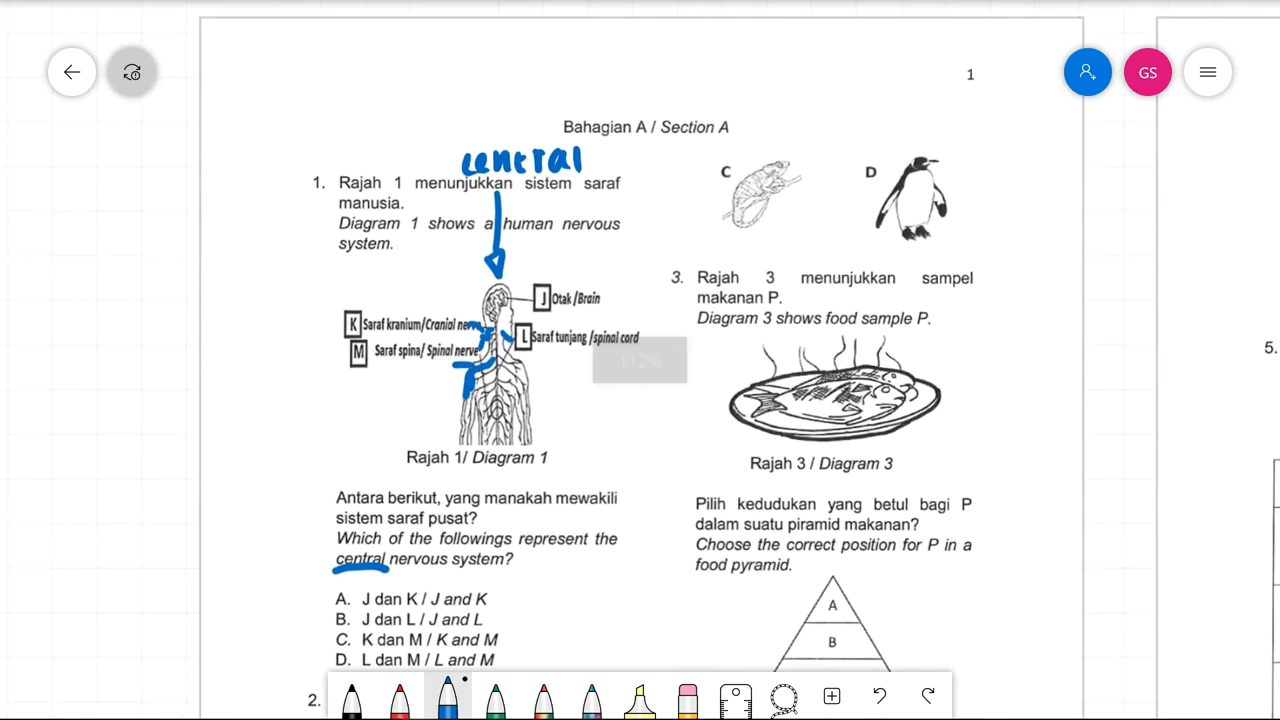 GS
1
Bahagian A / Section A
central
1. Rajah 1 menunjukkan sistem saraf
manusia.
Diagram 1 shows a human nervous
system.
J Otak /Brain
K Saraf kranium/Cranial nerve
L Saraf tunjang /spinal cord
M Saraf spina/ Spinal nerve
112%
Rajah 1/ Diagram 1
Antara berikut, yang manakah mewakili
sistem saraf pusat?
Which of the followings represent the
central nervous system?
A. J dan K / J and K
B. J dan L / J and L
C. K dan M / K and M
D. L dan M / L and M
2.
C
D
3. Rajah 3 menunjukkan sampel
makanan P.
Diagram 3 shows food sample P.
Rajah 3 / Diagram 3
Pilih kedudukan yang betul bagi P
dalam suatu piramid makanan?
Choose the correct position for P in a
food pyramid.
A
B
5.